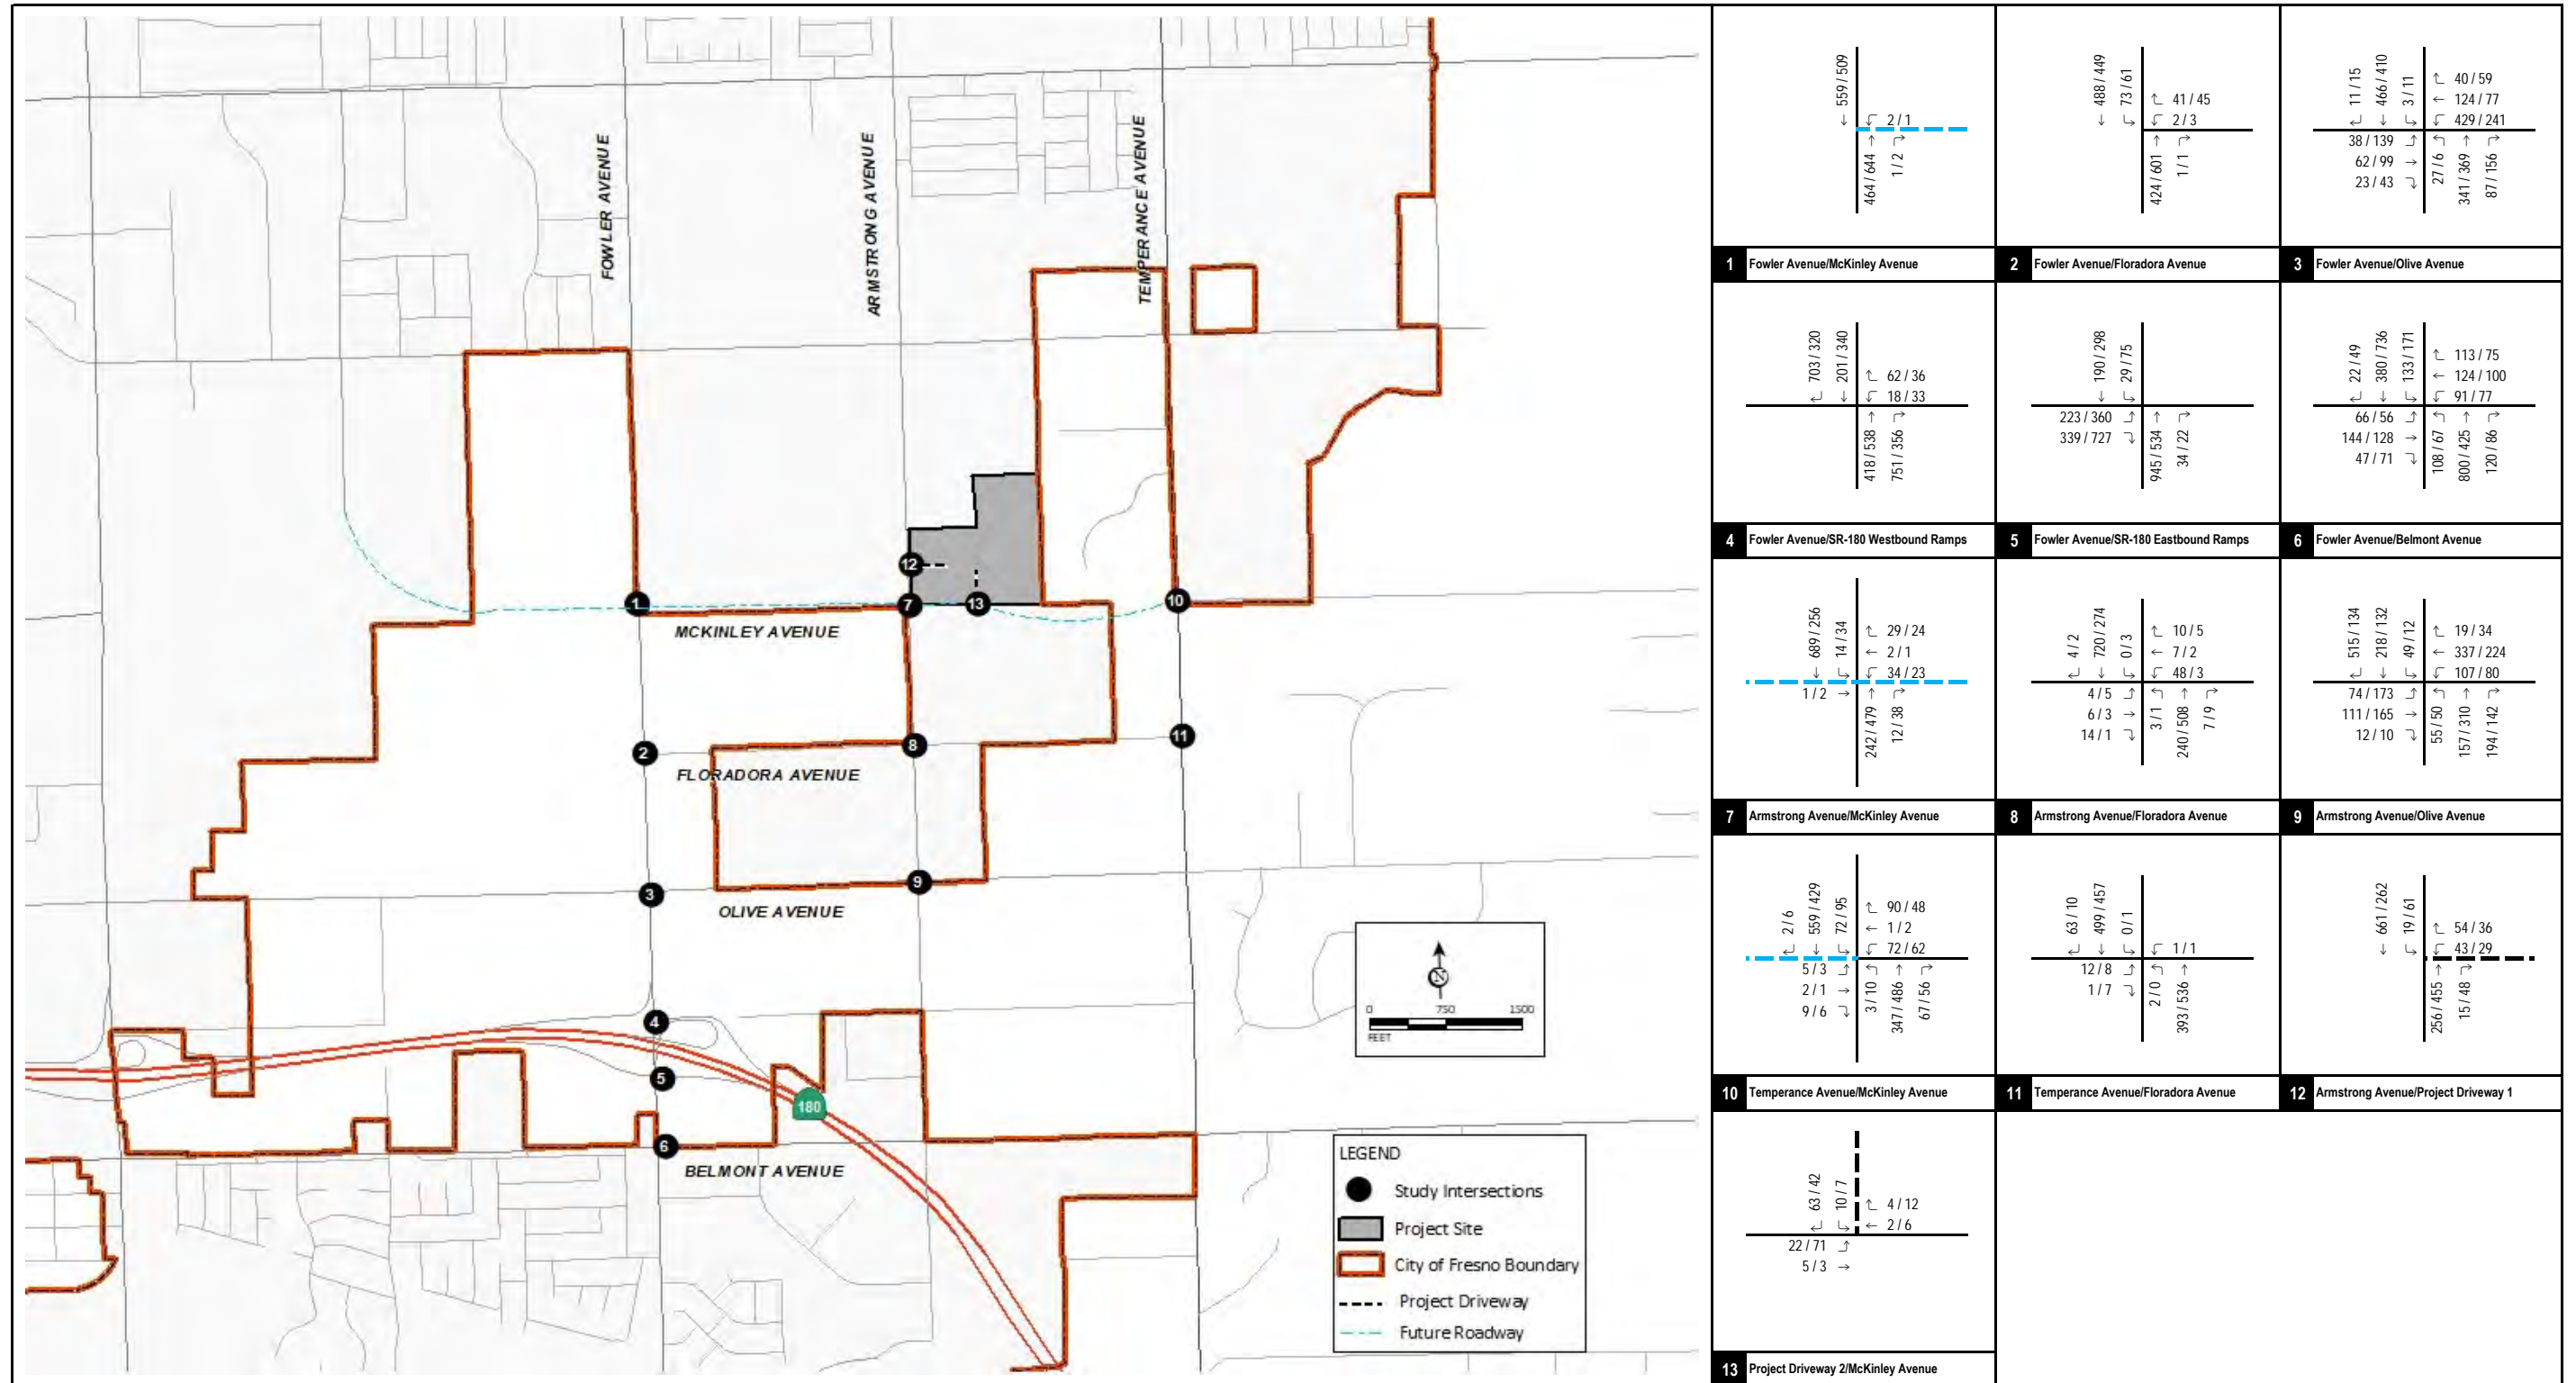 FOWLER AVENUE
ARMSTRONG AVENUE
TEMPERANCE AVENUE
MCKINLEY AVENUE
FLORADORA AVENUE
OLIVE AVENUE
BELMONT AVENUE
1
2
3
4
5
6
7
8
9
10
11
12
13
180
N
0 750 1500
FEET
LEGEND
Study Intersections
Project Site
City of Fresno Boundary
Project Driveway
Future Roadway
559 / 509
2 / 1
464 / 644
1 / 2
1 Fowler Avenue/McKinley Avenue
488 / 449
73 / 61
41 / 45
2 / 3
424 / 601
1 / 1
2 Fowler Avenue/Floradora Avenue
11 / 15
466 / 410
3 / 11
40 / 59
124 / 77
429 / 241
38 / 139
62 / 99
23 / 43
27 / 6
341 / 369
87 / 156
3 Fowler Avenue/Olive Avenue
703 / 320
201 / 340
62 / 36
18 / 33
418 / 538
751 / 356
4 Fowler Avenue/SR-180 Westbound Ramps
190 / 298
29 / 75
223 / 360
339 / 727
945 / 534
34 / 22
5 Fowler Avenue/SR-180 Eastbound Ramps
22 / 49
380 / 736
133 / 171
113 / 75
124 / 100
91 / 77
66 / 56
144 / 128
47 / 71
108 / 67
800 / 425
120 / 86
6 Fowler Avenue/Belmont Avenue
689 / 256
14 / 34
29 / 24
2 / 1
34 / 23
1 / 2
242 / 479
12 / 38
7 Armstrong Avenue/McKinley Avenue
4 / 2
720 / 274
0 / 3
10 / 5
7 / 2
48 / 3
4 / 5
6 / 3
14 / 1
3 / 1
240 / 508
7 / 9
8 Armstrong Avenue/Floradora Avenue
515 / 134
218 / 132
49 / 12
19 / 34
337 / 224
107 / 80
74 / 173
111 / 165
12 / 10
55 / 50
157 / 310
194 / 142
9 Armstrong Avenue/Olive Avenue
2 / 6
559 / 429
72 / 95
90 / 48
1 / 2
72 / 62
5 / 3
2 / 1
9 / 6
3 / 10
347 / 486
67 / 56
10 Temperance Avenue/McKinley Avenue
63 / 10
499 / 457
0 / 1
1 / 1
12 / 8
1 / 7
2 / 0
393 / 536
11 Temperance Avenue/Floradora Avenue
661 / 262
19 / 61
54 / 36
43 / 29
256 / 455
15 / 48
12 Armstrong Avenue/Project Driveway 1
63 / 42
10 / 7
4 / 12
2 / 6
22 / 71
5 / 3
13 Project Driveway 2/McKinley Avenue